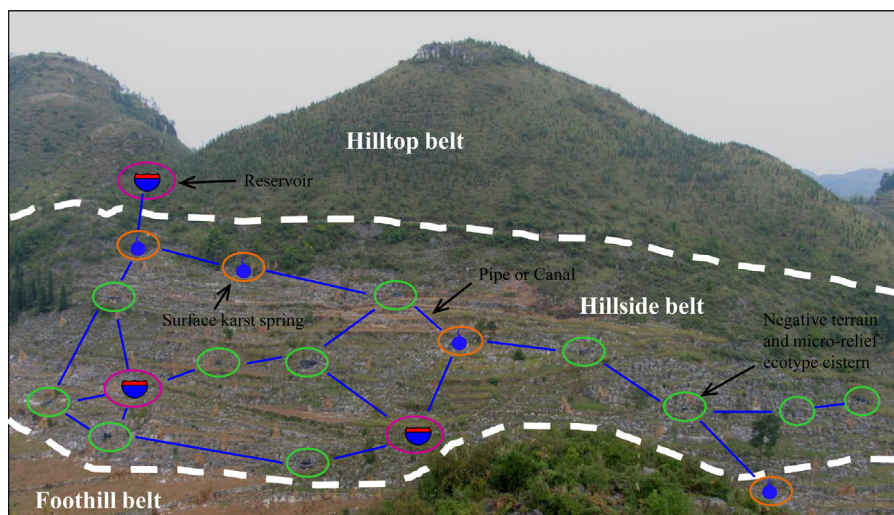 Hilltop belt
Reservoir
Pipe or Canal
Hillside belt
Surface karst spring
Negative terrain
and micro-relief
ecotype cistern
Foothill belt